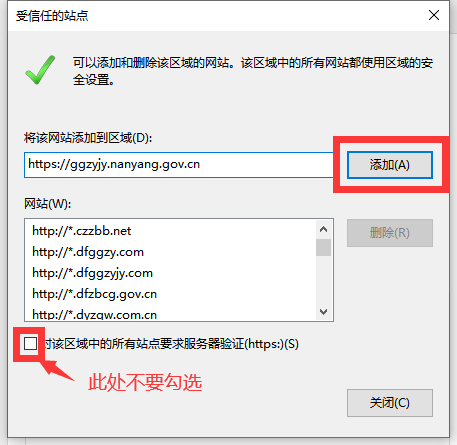 受信任的站点
可以添加和删除该区域的网站。该区域中的所有网站都使用区域的安
全设置。
将该网站添加到区域(D):
https://ggzyjy.nanyang.gov.cn
添加(A)
网站(W):
http://*.czzbb.net
http://*.dfggzy.com
http://*.dfggzyjy.com
http://*.dfzbcg.gov.cn
http://*.dyzgw.com.cn
删除(R)
对该区域中的所有站点要求服务器验证(https:)(S)
此处不要勾选
关闭(C)